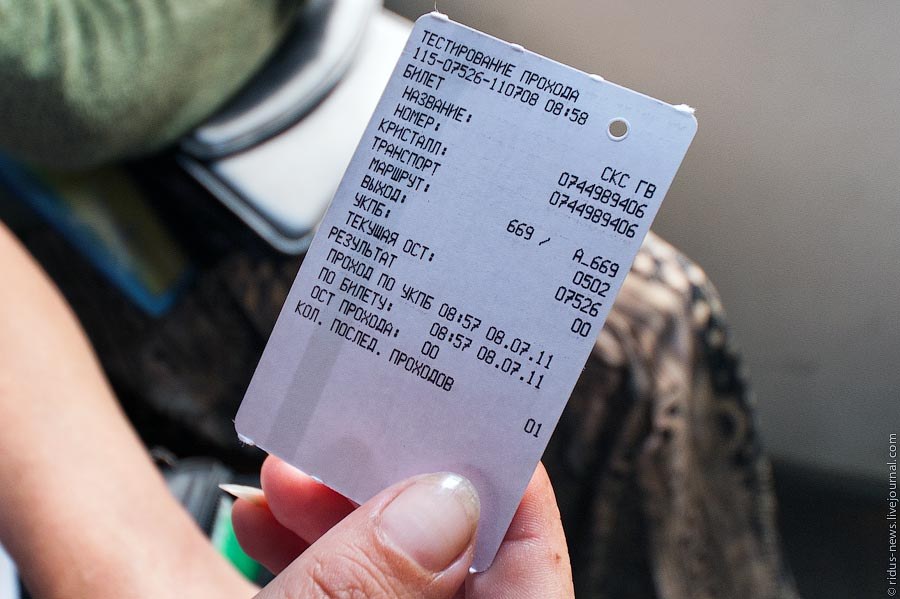 ТЕСТИРОВАНИЕ ПРОХОДА
115-07526-110708 08:58
БИЛЕТ
НАЗВАНИЕ: СКС ГВ
НОМЕР: 0744989406
КРИСТАЛЛ: 0744989406
ТРАНСПОРТ
МАРШРУТ: 669 / А_669
ВЫХОД: 0502
УКПБ: 07526
ТЕКУЩАЯ ОСТ: 00
РЕЗУЛЬТАТ
ПРОХОД ПО УКПБ 08:57 08.07.11
ПО БИЛЕТУ: 08:57 08.07.11
ОСТ ПРОХОДА: 00
КОЛ. ПОСЛЕД. ПРОХОДОВ
01
© ridus-news.livejournal.com